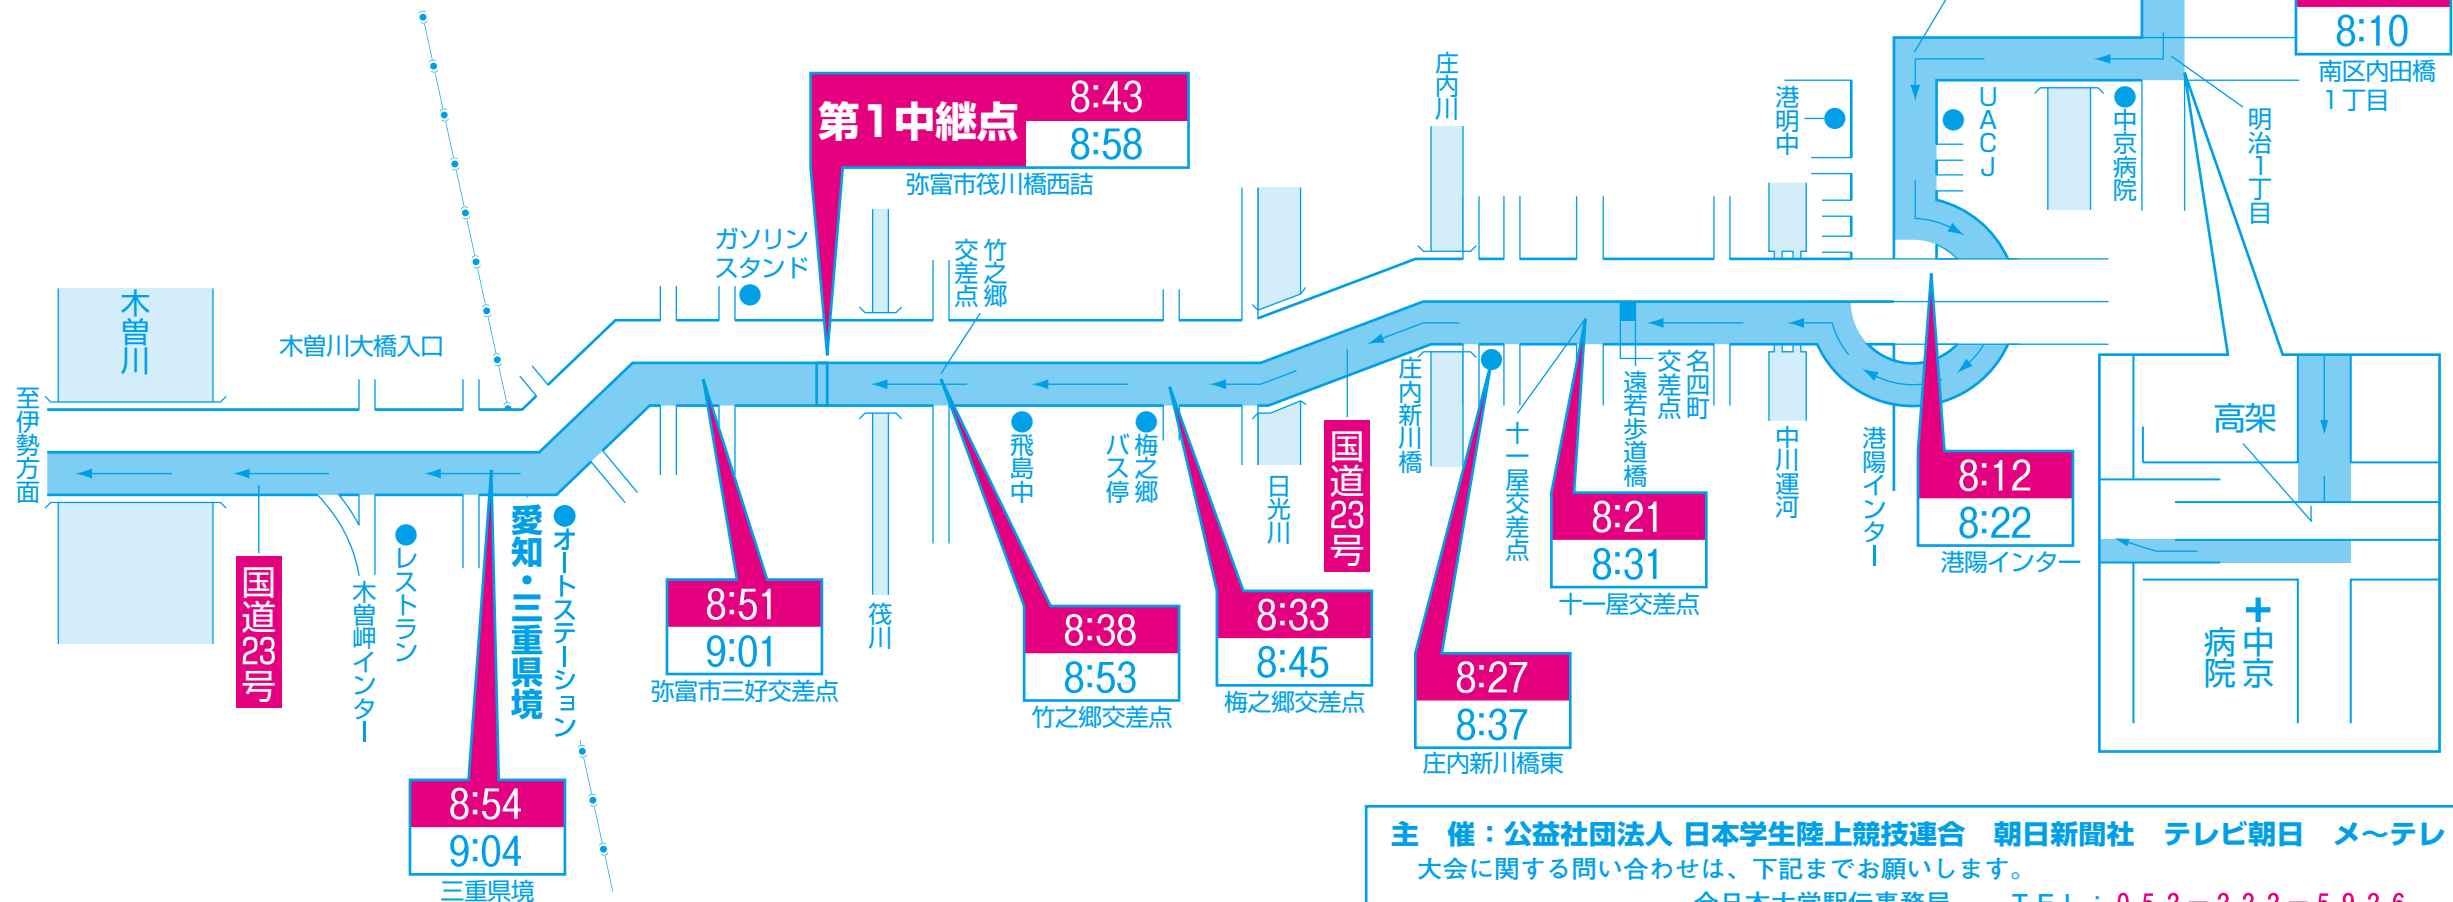 8:10
南区内田橋
1丁目
第1中継点
8:43
8:58
弥富市筏川橋西詰
庄内川
港明中
UACJ
中京病院
明治1丁目
ガソリン
スタンド
竹之郷
交差点
木曽川
木曽川大橋入口
至伊勢方面
国道23号
木曽岬インター
レストラン
愛知・三重県境
オートステーション
8:54
9:04
三重県境
8:51
9:01
弥富市三好交差点
筏川
飛島中
梅之郷
バス停
8:38
8:53
竹之郷交差点
8:33
8:45
梅之郷交差点
日光川
国道23号
庄内新川橋
8:27
8:37
庄内新川橋東
十一屋交差点
8:21
8:31
十一屋交差点
遠若歩道橋
名四町
交差点
中川運河
港陽インター
8:12
8:22
港陽インター
高架
中京
病院
主 催：公益社団法人 日本学生陸上競技連合 朝日新聞社 テレビ朝日 メ～テレ
大会に関する問い合わせは、下記までお願いします。